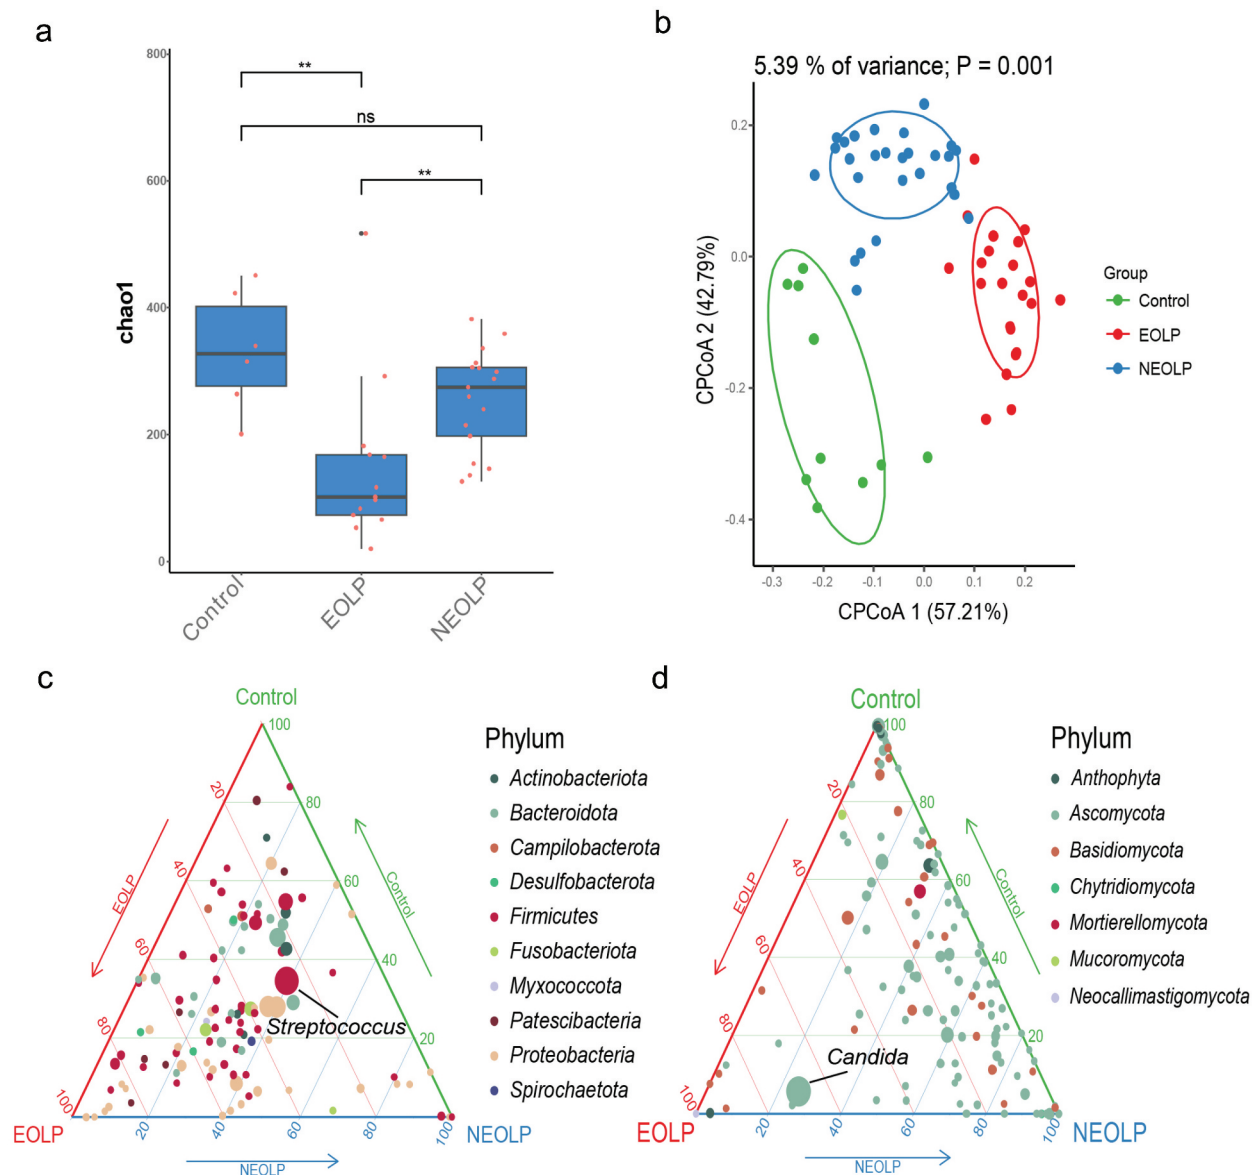 a
chao1
800
600
400
200
0
**
ns
**
Control
EOLP
NEOLP
b
5.39 % of variance; P = 0.001
CPCoA 2 (42.79%)
0.2
0.0
-0.2
-0.4
-0.3
-0.2
-0.1
0.0
0.1
0.2
CPCoA 1 (57.21%)
Group
Control
EOLP
NEOLP
c
Control
100
80
60
40
20
Control
20
40
60
80
100
EOLP
EOLP
20
40
60
80
100
NEOLP
NEOLP
Streptococcus
Phylum
Actinobacteriota
Bacteroidota
Campilobacterota
Desulfobacterota
Firmicutes
Fusobacteriota
Myxococcota
Patescibacteria
Proteobacteria
Spirochaetota
d
Control
100
80
60
40
20
Control
20
40
60
80
100
EOLP
EOLP
20
40
60
80
100
NEOLP
NEOLP
Candida
Phylum
Anthophyta
Ascomycota
Basidiomycota
Chytridiomycota
Mortierellomycota
Mucoromycota
Neocallimastigomycota